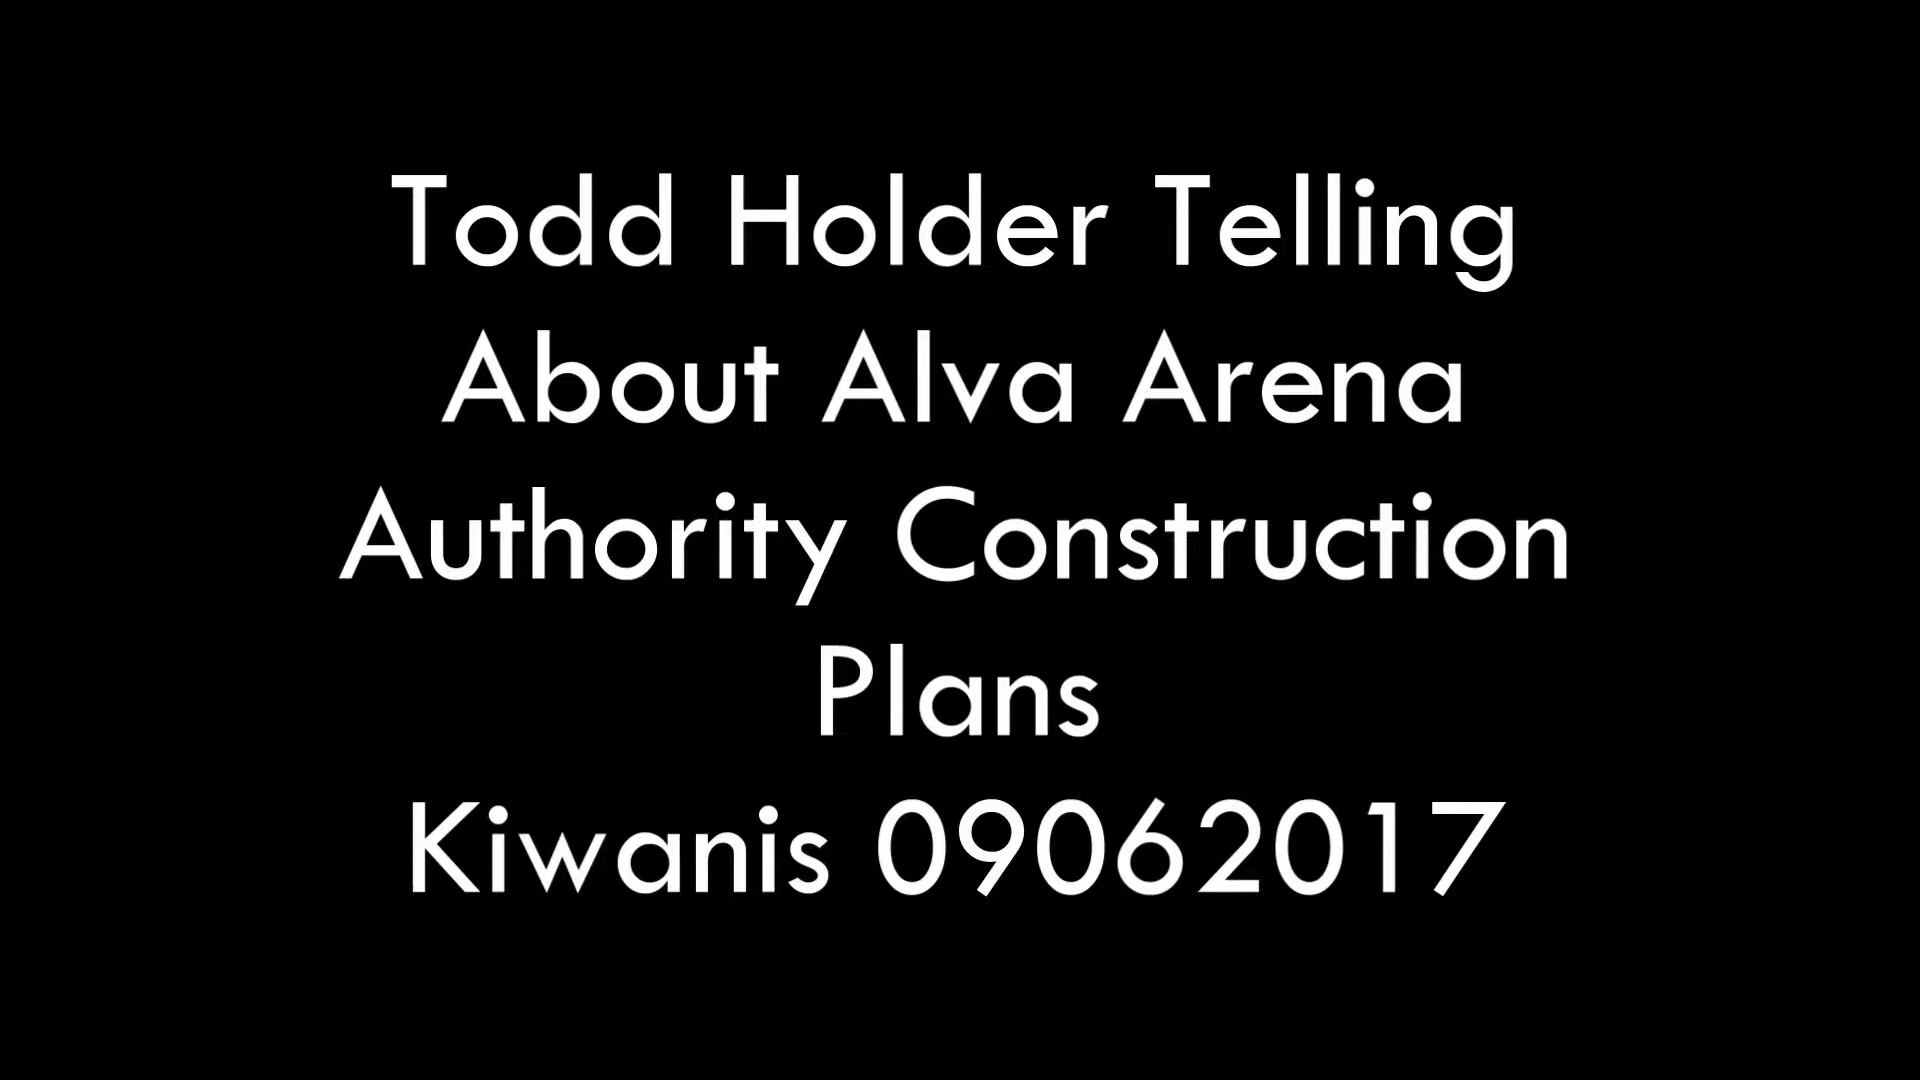 Todd Holder Telling
About Alva Arena
Authority Construction
Plans
Kiwanis 09062017